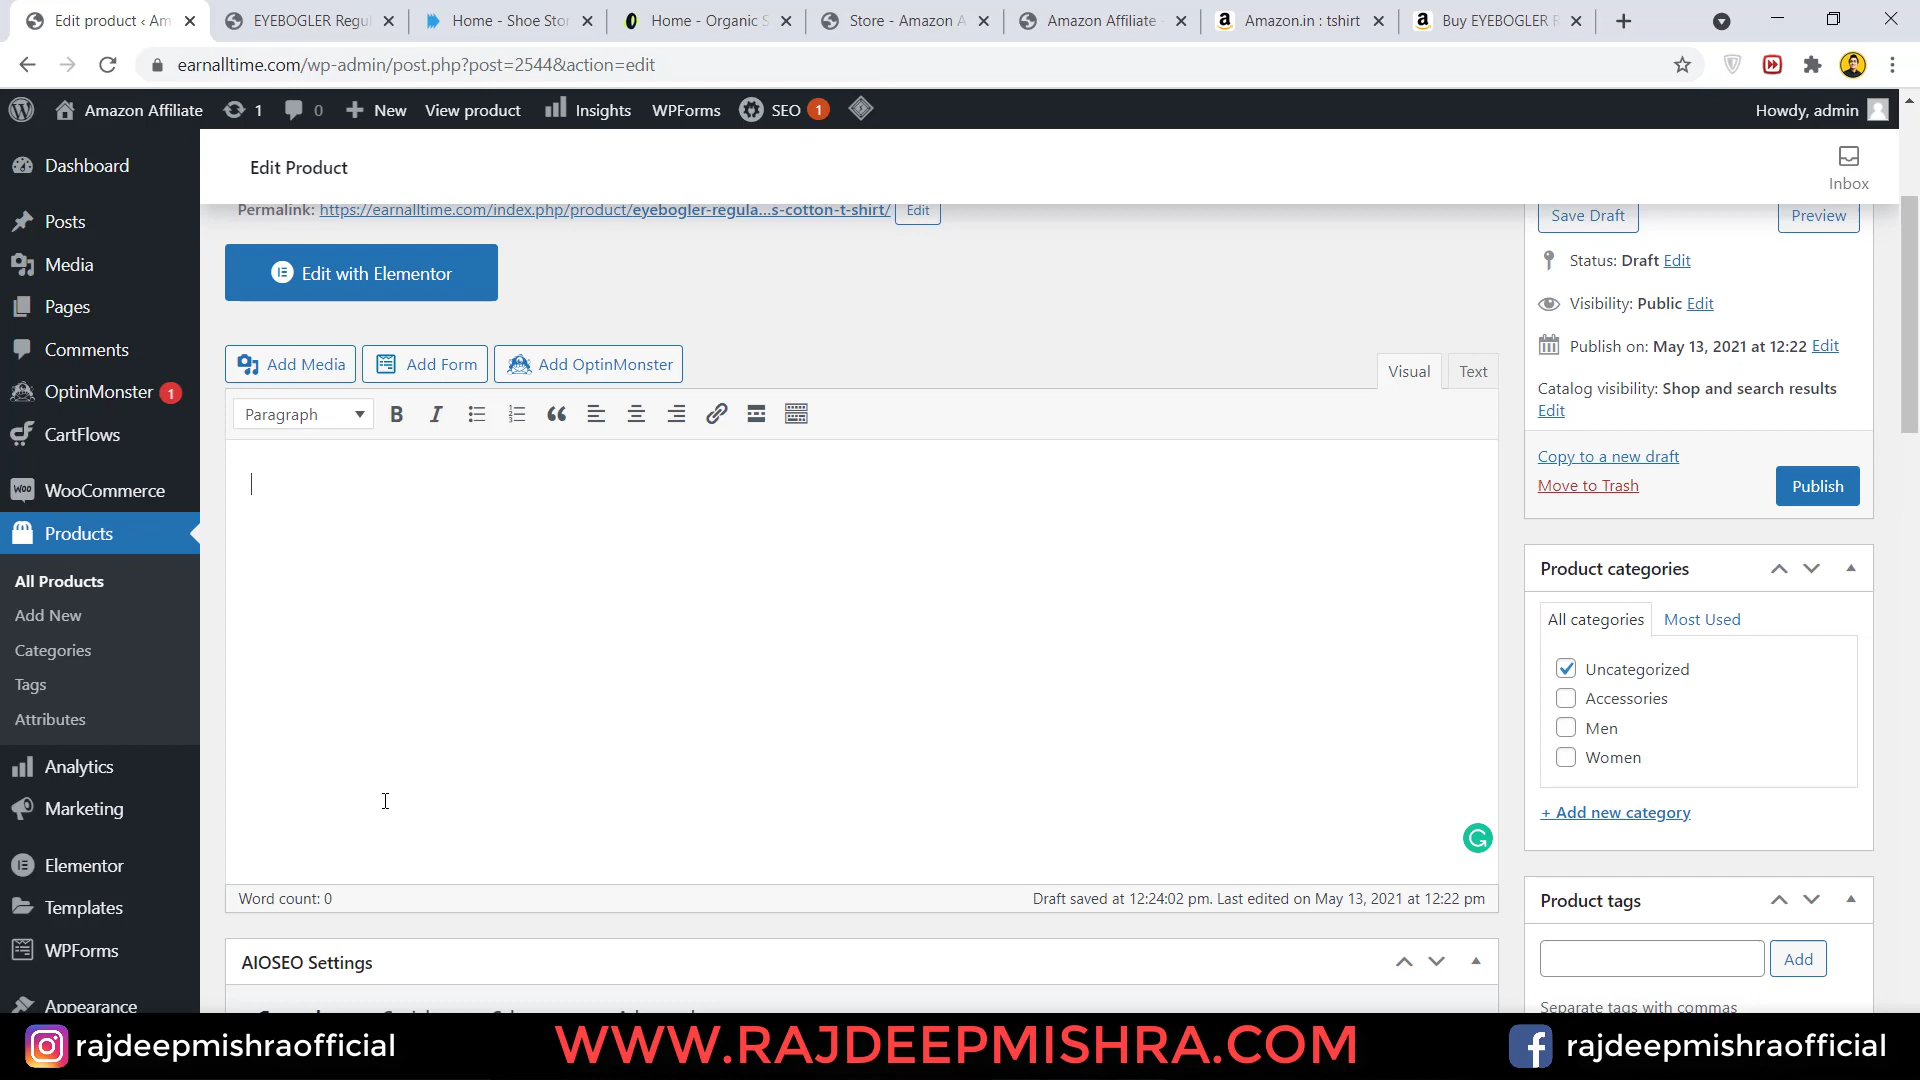 Edit product ‹ Am
EYEBOGLER Regul
Home - Shoe Stor
Home - Organic S
Store - Amazon A
Amazon Affiliate -
Amazon.in : tshirt
Buy EYEBOGLER R
earnalltime.com/wp-admin/post.php?post=2544&action=edit
Amazon Affiliate
1
0
New
View product
Insights
WPForms
SEO
1
Howdy, admin
Dashboard
Posts
Media
Pages
Comments
OptinMonster
1
CartFlows
WooCommerce
Products
All Products
Add New
Categories
Tags
Attributes
Analytics
Marketing
Elementor
Templates
WPForms
Appearance
Edit Product
Inbox
Permalink: https://earnalltime.com/index.php/product/eyebogler-regula...s-cotton-t-shirt/
Edit
Edit with Elementor
Add Media
Add Form
Add OptinMonster
Visual
Text
Paragraph
Word count: 0
Draft saved at 12:24:02 pm. Last edited on May 13, 2021 at 12:22 pm
AIOSEO Settings
Save Draft
Preview
Status: Draft Edit
Visibility: Public Edit
Publish on: May 13, 2021 at 12:22 Edit
Catalog visibility: Shop and search results
Edit
Copy to a new draft
Move to Trash
Publish
Product categories
All categories
Most Used
Uncategorized
Accessories
Men
Women
+ Add new category
Product tags
Add
Separate tags with commas
rajdeepmishraofficial
WWW.RAJDEEPMISHRA.COM
rajdeepmishraofficial